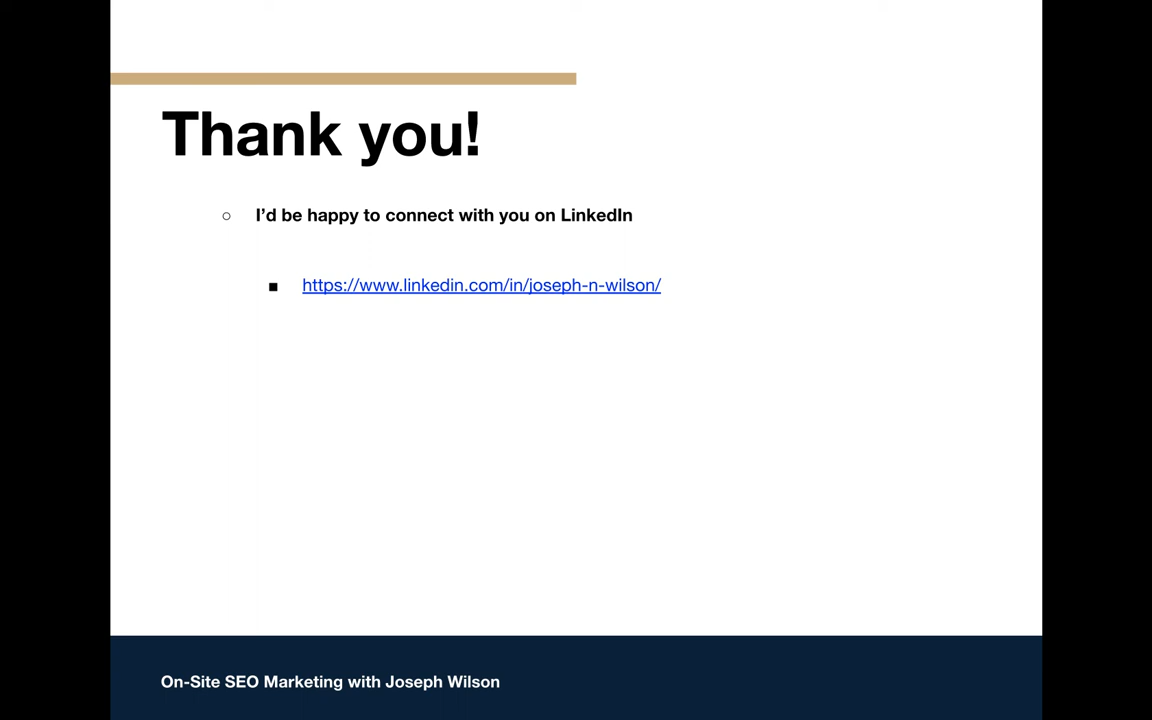 Thank you!
○ I’d be happy to connect with you on LinkedIn
■ https://www.linkedin.com/in/joseph-n-wilson/
On-Site SEO Marketing with Joseph Wilson